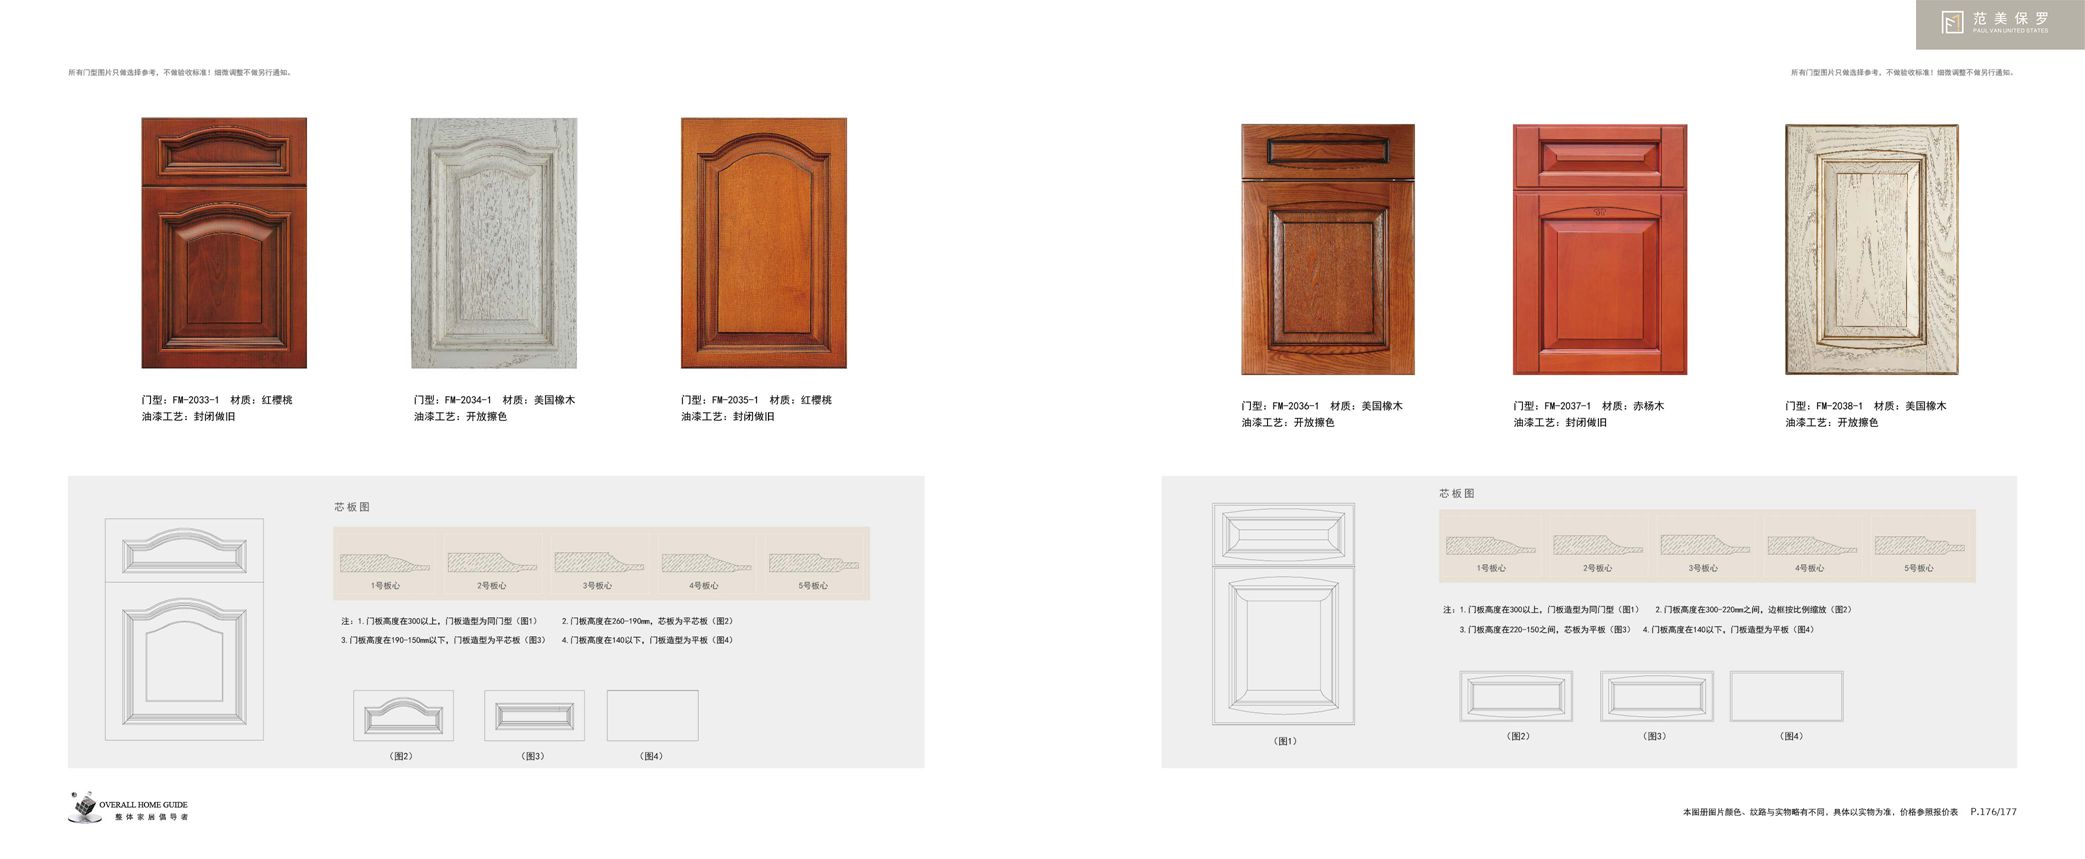 范美保罗
PAUL VAN UNITED STATES
所有门型图片只做选择参考，不做验收标准！细微调整不做另行通知。
所有门型图片只做选择参考，不做验收标准！细微调整不做另行通知。
门型：FM-2033-1 材质：红樱桃
油漆工艺：封闭做旧
门型：FM-2034-1 材质：美国橡木
油漆工艺：开放擦色
门型：FM-2035-1 材质：红樱桃
油漆工艺：封闭做旧
门型：FM-2036-1 材质：美国橡木
油漆工艺：开放擦色
门型：FM-2037-1 材质：赤杨木
油漆工艺：封闭做旧
门型：FM-2038-1 材质：美国橡木
油漆工艺：开放擦色
芯板图
1号板心 2号板心 3号板心 4号板心 5号板心
注：1.门板高度在300以上，门板造型为同门型（图1） 2.门板高度在260-190mm，芯板为平芯板（图2）
3.门板高度在190-150mm以下，门板造型为平芯板（图3） 4.门板高度在140以下，门板造型为平板（图4）
（图2） （图3） （图4）
芯板图
1号板心 2号板心 3号板心 4号板心 5号板心
注：1.门板高度在300以上，门板造型为同门型（图1） 2.门板高度在300-220mm之间，边框按比例缩放（图2）
3.门板高度在220-150之间，芯板为平板（图3） 4.门板高度在140以下，门板造型为平板（图4）
（图1） （图2） （图3） （图4）
OVERALL HOME GUIDE
整体家居倡导者
本画册图片颜色、纹路与实物略有不同，具体以实物为准，价格参照报价表 P.176/177